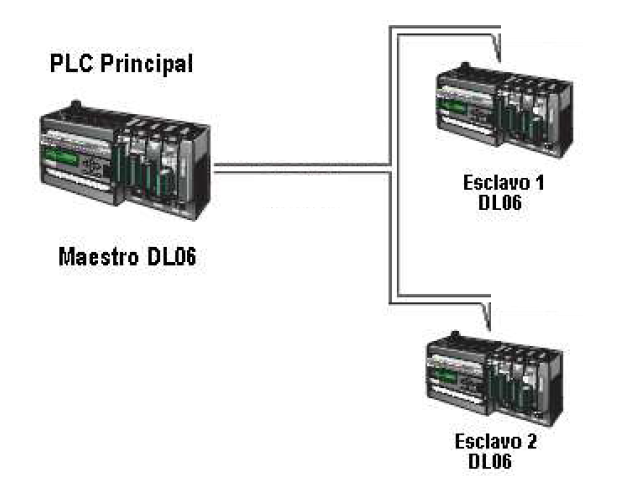 PLC Principal
Maestro DL06
Esclavo 1
DL06
Esclavo 2
DL06